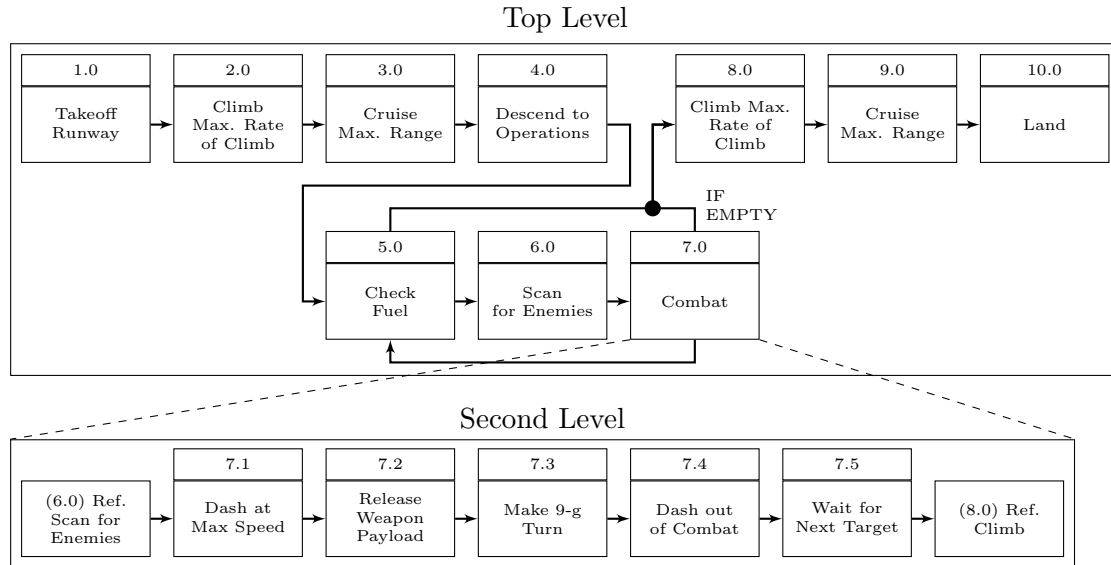 Top Level
1.0
Takeoff
Runway
2.0
Climb
Max. Rate
of Climb
3.0
Cruise
Max. Range
4.0
Descend to
Operations
8.0
Climb Max.
Rate of
Climb
9.0
Cruise
Max. Range
10.0
Land
IF
EMPTY
5.0
Check
Fuel
6.0
Scan
for Enemies
7.0
Combat
Second Level
(6.0) Ref.
Scan for
Enemies
7.1
Dash at
Max Speed
7.2
Release
Weapon
Payload
7.3
Make 9-g
Turn
7.4
Dash out
of Combat
7.5
Wait for
Next Target
(8.0) Ref.
Climb